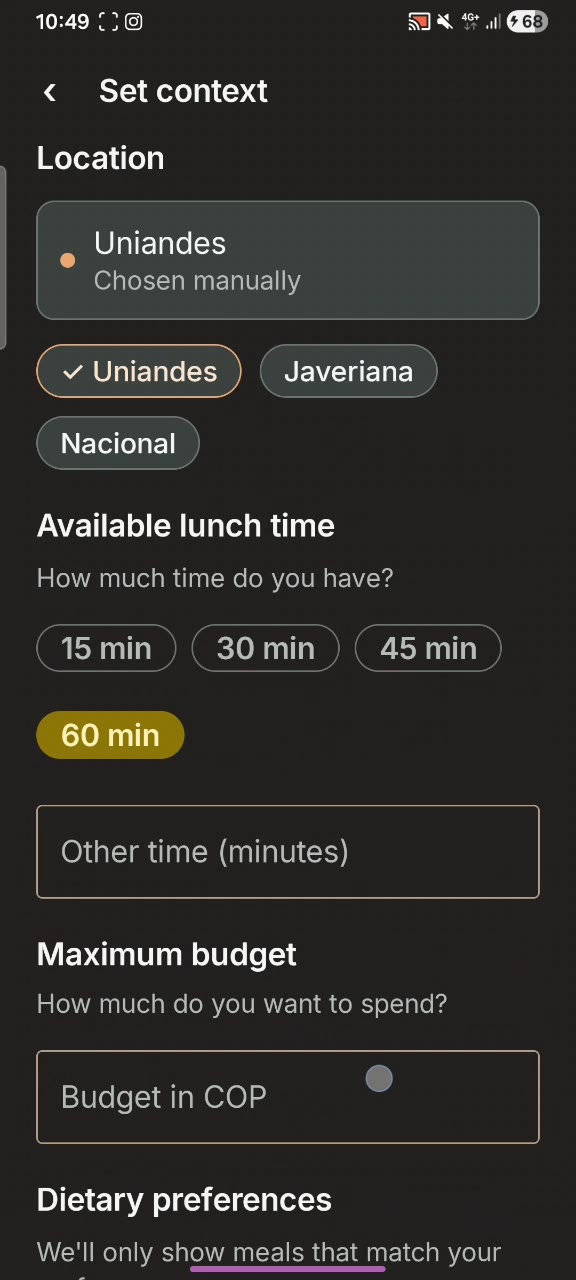 10:49
4G+
68
Set context
Location
Uniandes
Chosen manually
✓ Uniandes
Javeriana
Nacional
Available lunch time
How much time do you have?
15 min
30 min
45 min
60 min
Other time (minutes)
Maximum budget
How much do you want to spend?
Budget in COP
Dietary preferences
We'll only show meals that match your